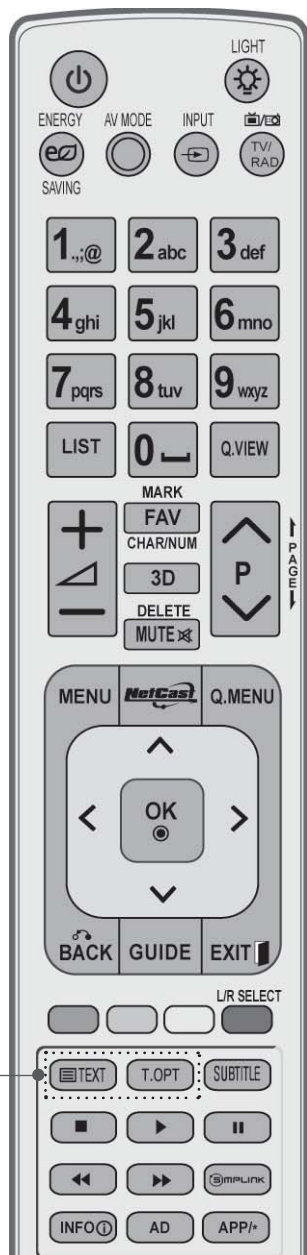 LIGHT
ENERGY AV MODE INPUT
TV/
RAD
SAVING
1.,;@ 2abc 3def
4ghi 5jkl 6mno
7pqrs 8tuv 9wxyz
LIST 0 Q.VIEW
MARK
FAV
CHAR/NUM
3D
DELETE
MUTE
P
PAGE
MENU NetCast Q.MENU
OK
BACK GUIDE EXIT
L/R SELECT
TEXT T.OPT SUBTITLE
SIMPLINK
INFO AD APP/*